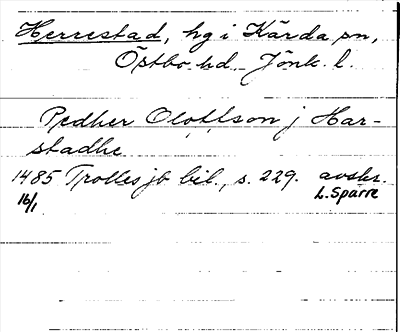 Herrestad, hg i Kärda sn,
Östbo hd. Jönk. l.
Pedher Oloffson j Har-
stadhe
1485 Trolles jb bil., s. 229. avskr.
16/1 L. Sparre